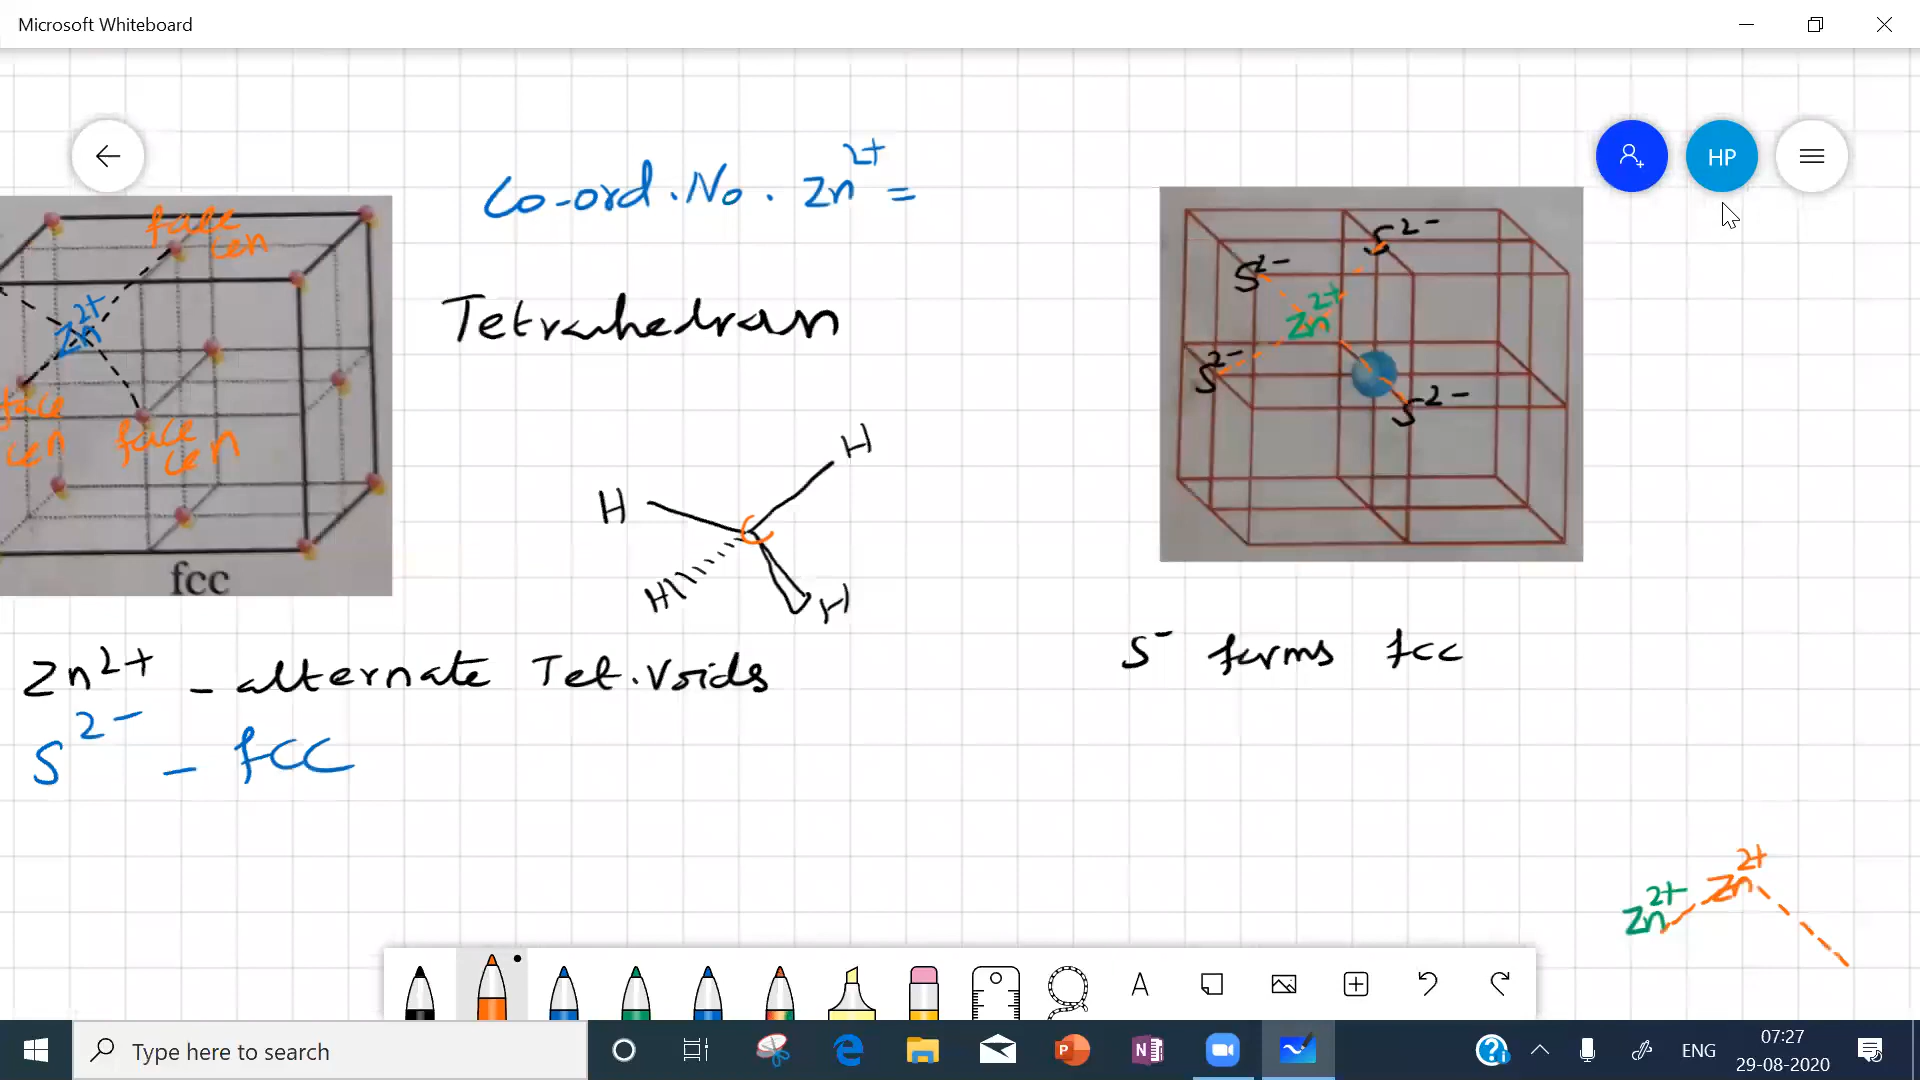 Microsoft Whiteboard
HP
Co-ord. No. Zn2+ =
face cen
Zn2+
face cen
face cen
fcc
Tetrahedran
H
H
C
H
H
S2-
S2-
Zn2+
S2-
S2-
Zn2+ - alternate Tet. Voids
S2- - fcc
S- forms fcc
Zn2+
Zn2+
A
Type here to search
ENG
07:27
29-08-2020